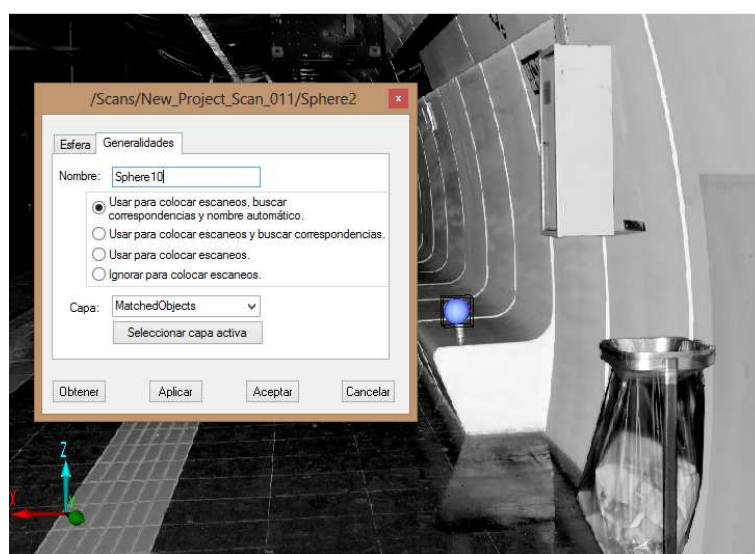 /Scans/New_Project_Scan_011/Sphere2
x
Esfera Generalidades
Nombre: Sphere10
Usar para colocar escaneos, buscar
correspondencias y nombre automático.
Usar para colocar escaneos y buscar correspondencias.
Usar para colocar escaneos.
Ignorar para colocar escaneos.
Capa: MatchedObjects
Seleccionar capa activa
Obtener Aplicar Aceptar Cancelar
Z
X
Y